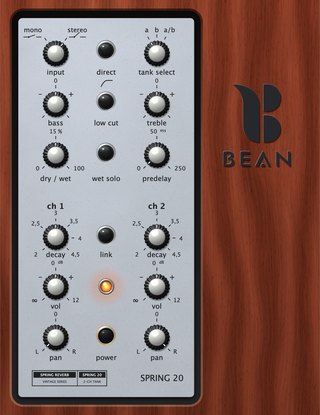 mono stereo
a b a/b
input direct tank select
0 0
- + - +
bass low cut treble
15 % 50 ms
0 100 0 250
dry / wet wet solo predelay
BEAN
ch 1 ch 2
3 3
2,5 3,5 2,5 3,5
4 4
2 4,5 2 4,5
decay link decay
0 dB 0 dB
- + - +
∞ 12 ∞ 12
vol vol
0 0
L R L R
pan power pan
SPRING REVERB SPRING 20
VINTAGE SERIES 2-CH TANK
SPRING 20